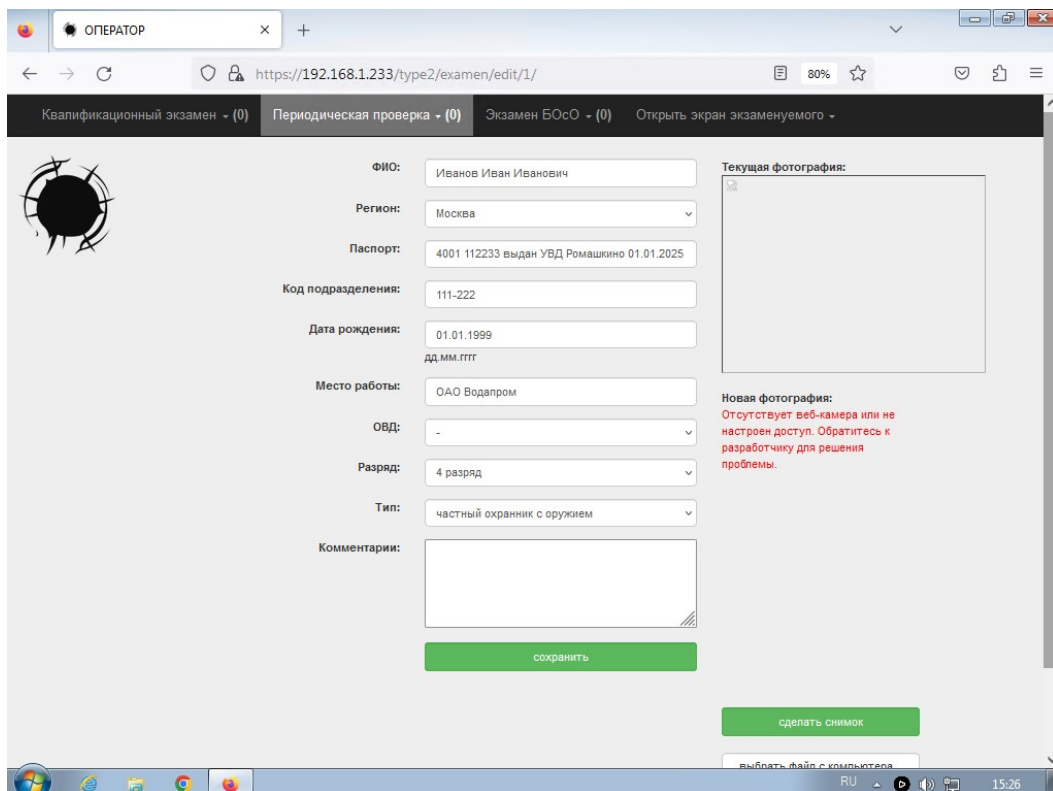 ОПЕРАТОР
https://192.168.1.233/type2/examen/edit/1/
80%
Квалификационный экзамен (0) Периодическая проверка (0) Экзамен БОсО (0) Открыть экран экзаменуемого
ФИО: Иванов Иван Иванович
Текущая фотография:
Регион: Москва
Паспорт: 4001 112233 выдан УВД Ромашкино 01.01.2025
Код подразделения: 111-222
Дата рождения: 01.01.1999
дд.мм.гггг
Место работы: ОАО Водапром
Новая фотография:
Отсутствует веб-камера или не
настроен доступ. Обратитесь к
разработчику для решения
проблемы.
ОВД: -
Разряд: 4 разряд
Тип: частный охранник с оружием
Комментарии:
сохранить
сделать снимок
выбрать файл с компьютера
RU 15:26